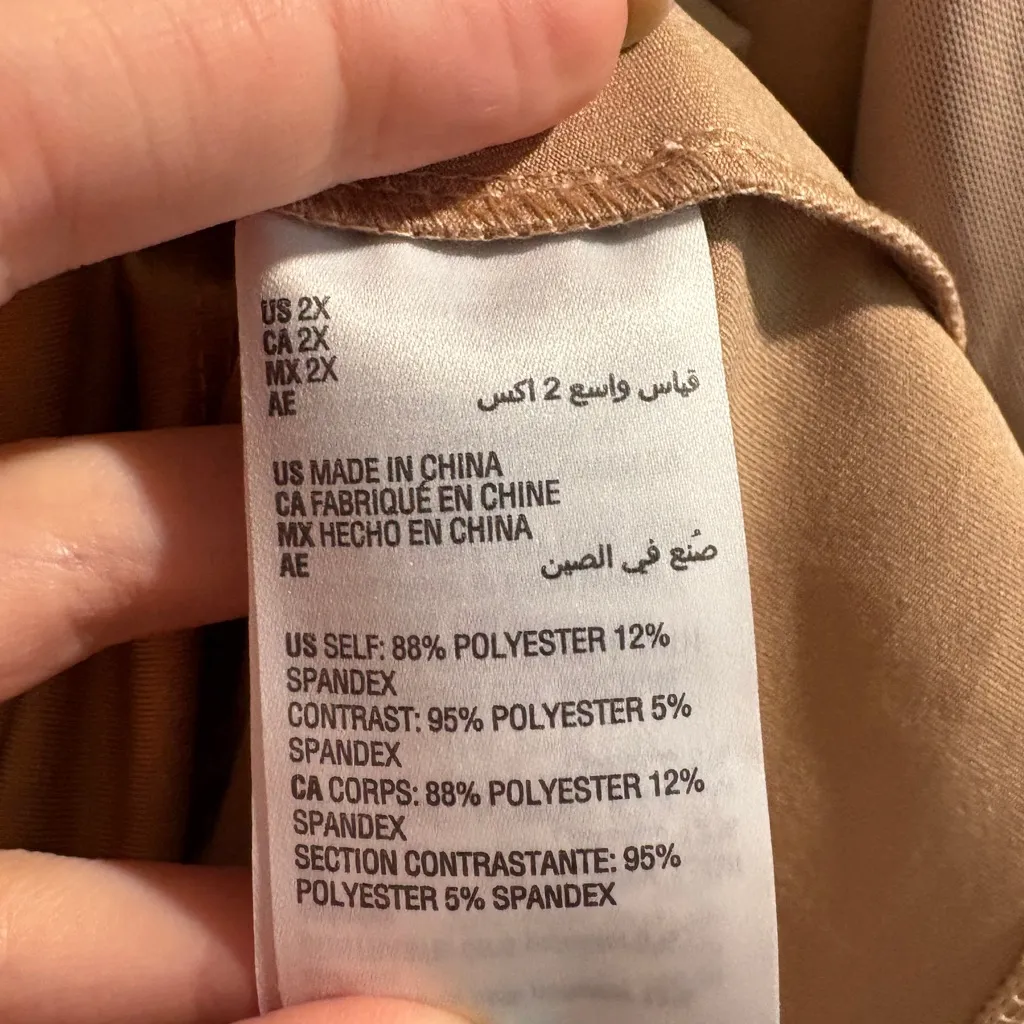 US 2X
CA 2X
MX 2X
AE قياس واسع 2 اكس
US MADE IN CHINA
CA FABRIQUÉ EN CHINE
MX HECHO EN CHINA
AE صُنع في الصين
US SELF: 88% POLYESTER 12%
SPANDEX
CONTRAST: 95% POLYESTER 5%
SPANDEX
CA CORPS: 88% POLYESTER 12%
SPANDEX
SECTION CONTRASTANTE: 95%
POLYESTER 5% SPANDEX